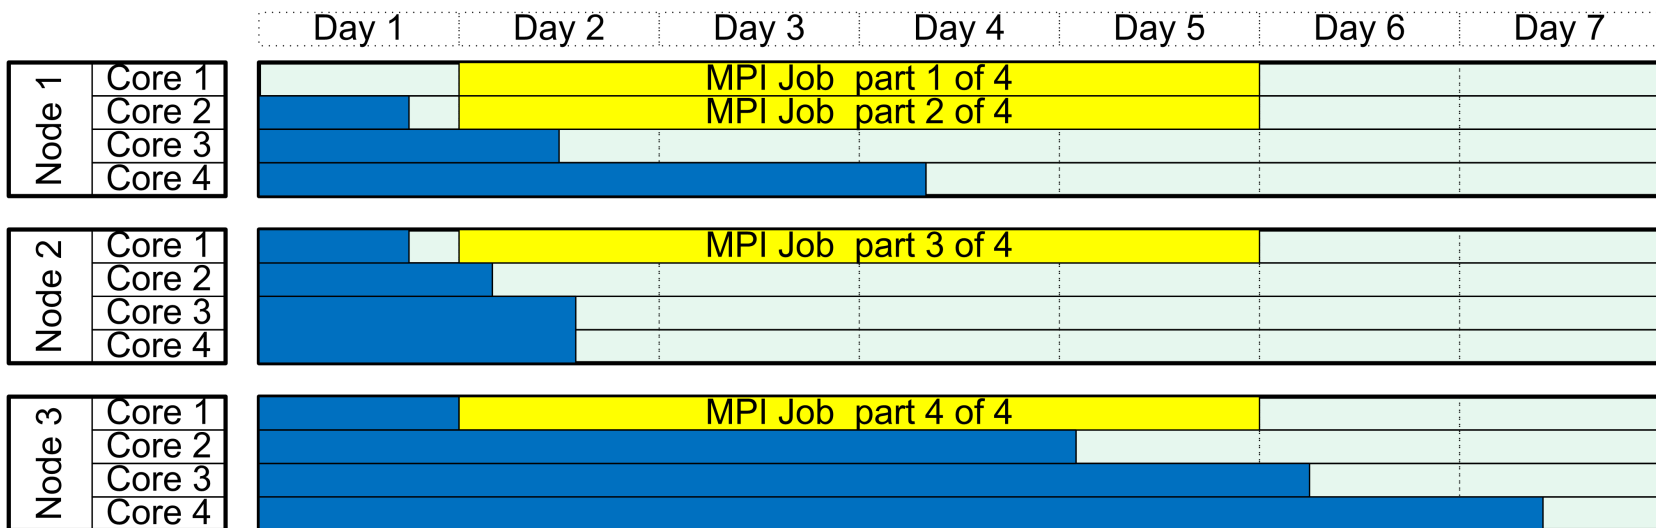 Day 1 Day 2 Day 3 Day 4 Day 5 Day 6 Day 7
Node 1
Core 1 MPI Job part 1 of 4
Core 2 MPI Job part 2 of 4
Core 3
Core 4
Node 2
Core 1 MPI Job part 3 of 4
Core 2
Core 3
Core 4
Node 3
Core 1 MPI Job part 4 of 4
Core 2
Core 3
Core 4